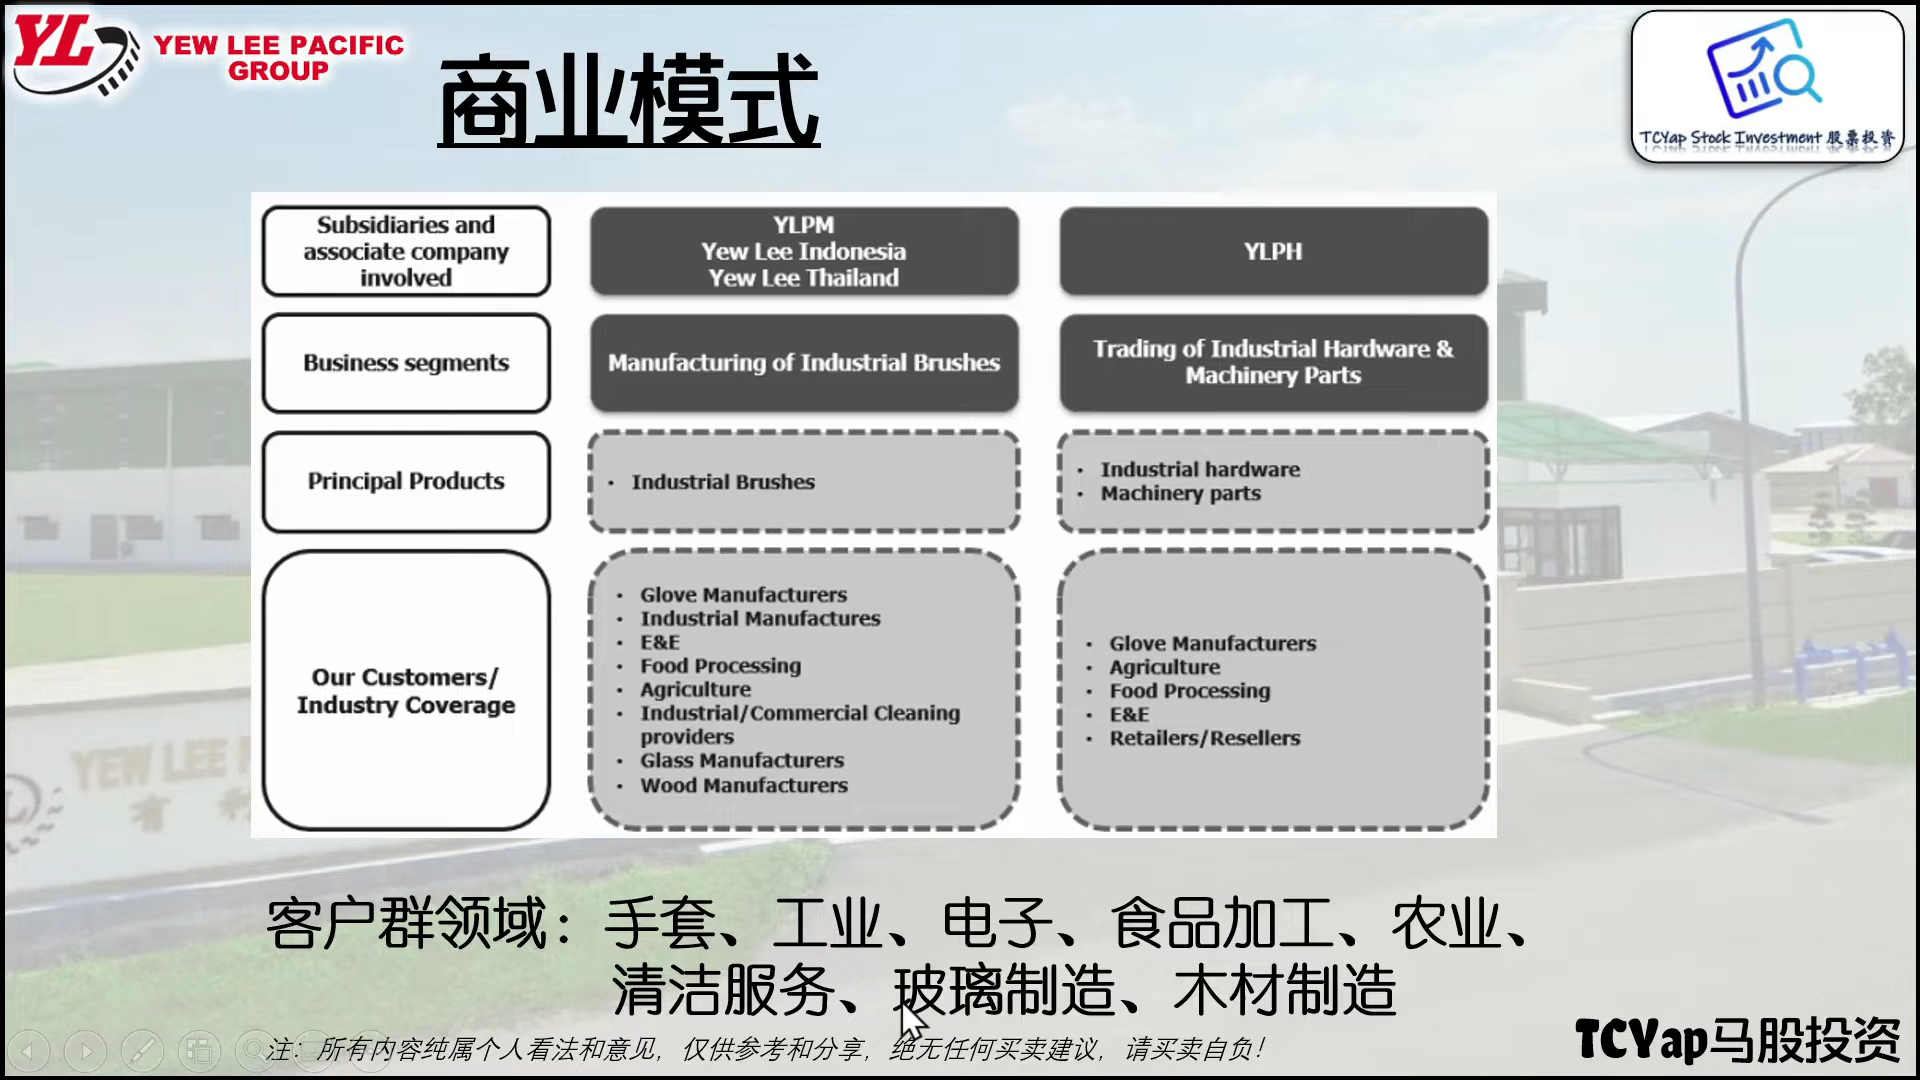 YL
YEW LEE PACIFIC
GROUP
商业模式
TCYap Stock Investment 股票投资
Subsidiaries and
associate company
involved
YLPM
Yew Lee Indonesia
Yew Lee Thailand
YLPH
Business segments
Manufacturing of Industrial Brushes
Trading of Industrial Hardware &
Machinery Parts
Principal Products
• Industrial Brushes
• Industrial hardware
• Machinery parts
Our Customers/
Industry Coverage
• Glove Manufacturers
• Industrial Manufactures
• E&E
• Food Processing
• Agriculture
• Industrial/Commercial Cleaning
providers
• Glass Manufacturers
• Wood Manufacturers
• Glove Manufacturers
• Agriculture
• Food Processing
• E&E
• Retailers/Resellers
YEW LEE
有
客户群领域：手套、工业、电子、食品加工、农业、
清洁服务、玻璃制造、木材制造
注：所有内容纯属个人看法和意见，仅供参考和分享，绝无任何买卖建议，请买卖自负！
TCYap马股投资